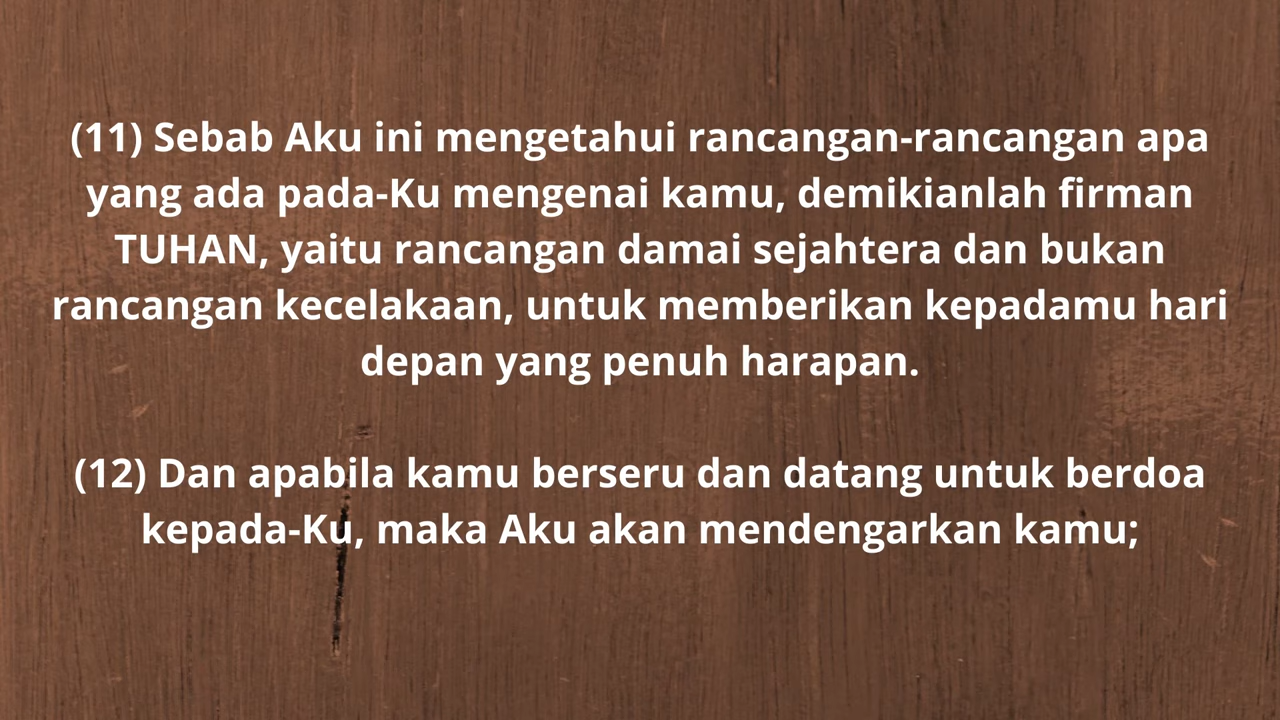 (11) Sebab Aku ini mengetahui rancangan-rancangan apa
yang ada pada-Ku mengenai kamu, demikianlah firman
TUHAN, yaitu rancangan damai sejahtera dan bukan
rancangan kecelakaan, untuk memberikan kepadamu hari
depan yang penuh harapan.
(12) Dan apabila kamu berseru dan datang untuk berdoa
kepada-Ku, maka Aku akan mendengarkan kamu;